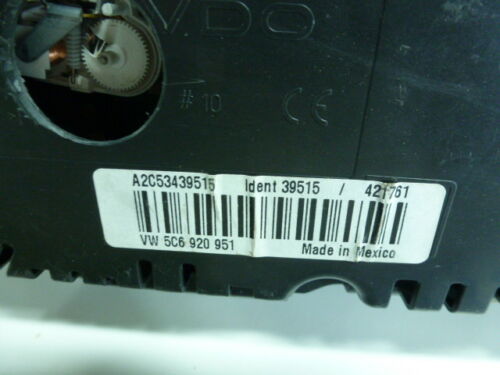 VDO
#10 CE
A2C53439515 Ident 39515 / 421761
VW 5C6 920 951 Made in Mexico